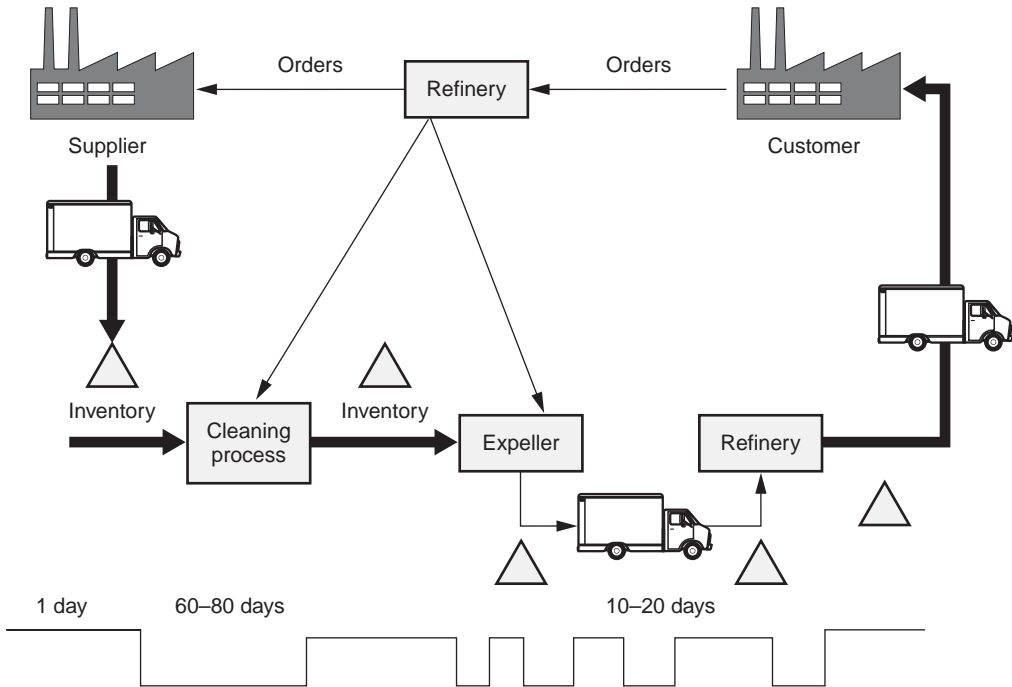 Orders
Refinery
Orders
Supplier
Customer
Inventory
Inventory
Cleaning
process
Expeller
Refinery
1 day
60–80 days
10–20 days